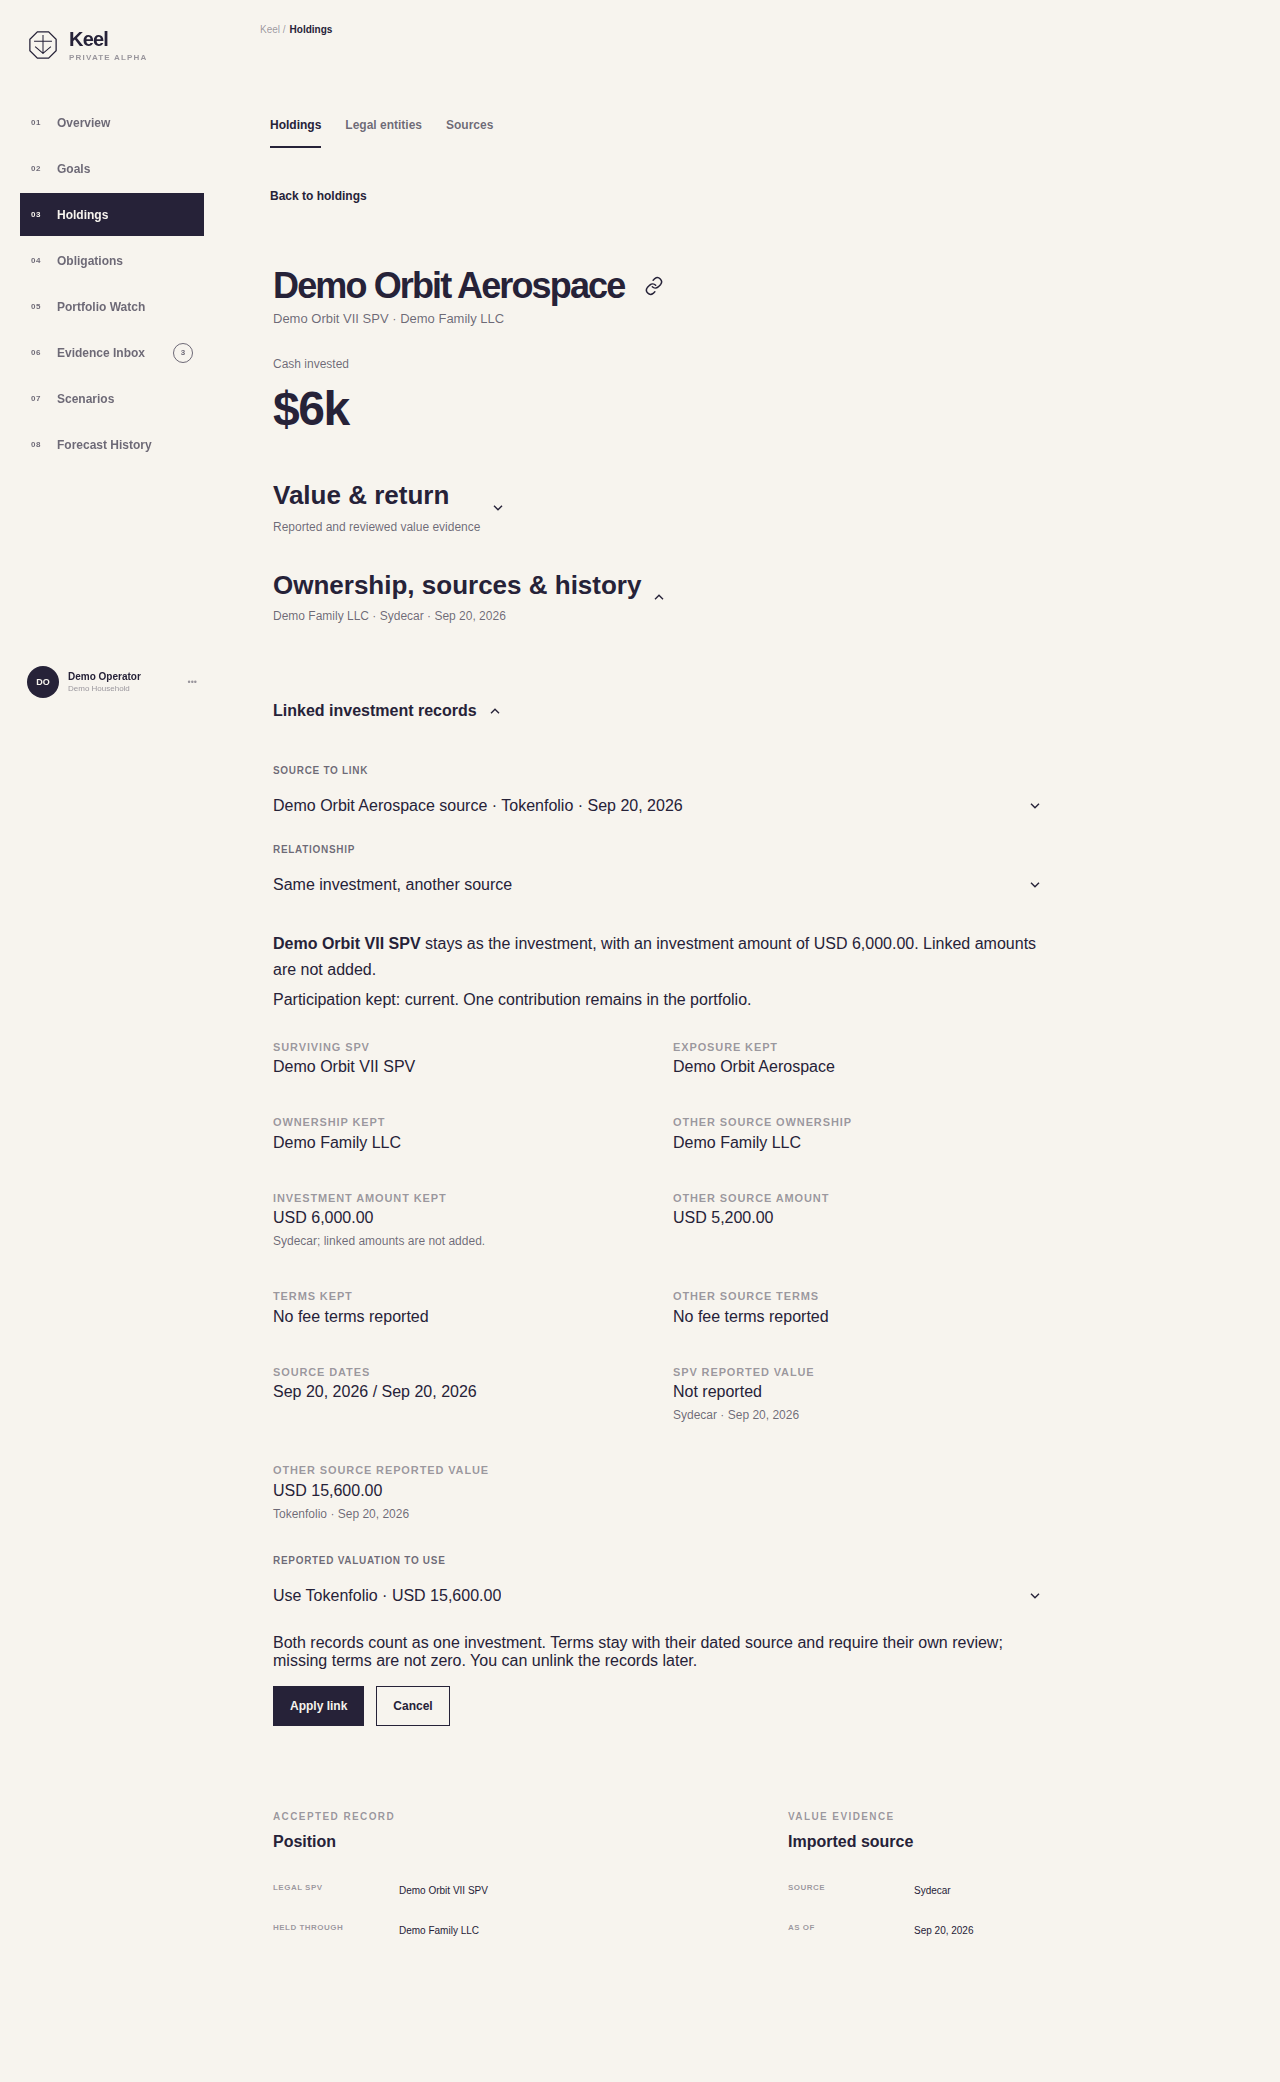 Keel
PRIVATE ALPHA
Keel / Holdings
01 Overview
02 Goals
03 Holdings
04 Obligations
05 Portfolio Watch
06 Evidence Inbox 3
07 Scenarios
08 Forecast History
DO Demo Operator
Demo Household
Holdings Legal entities Sources
Back to holdings
Demo Orbit Aerospace
Demo Orbit VII SPV · Demo Family LLC
Cash invested
$6k
Value & return
Reported and reviewed value evidence
Ownership, sources & history
Demo Family LLC · Sydecar · Sep 20, 2026
Linked investment records
SOURCE TO LINK
Demo Orbit Aerospace source · Tokenfolio · Sep 20, 2026
RELATIONSHIP
Same investment, another source
Demo Orbit VII SPV stays as the investment, with an investment amount of USD 6,000.00. Linked amounts
are not added.
Participation kept: current. One contribution remains in the portfolio.
SURVIVING SPV
Demo Orbit VII SPV
EXPOSURE KEPT
Demo Orbit Aerospace
OWNERSHIP KEPT
Demo Family LLC
OTHER SOURCE OWNERSHIP
Demo Family LLC
INVESTMENT AMOUNT KEPT
USD 6,000.00
Sydecar; linked amounts are not added.
OTHER SOURCE AMOUNT
USD 5,200.00
TERMS KEPT
No fee terms reported
OTHER SOURCE TERMS
No fee terms reported
SOURCE DATES
Sep 20, 2026 / Sep 20, 2026
SPV REPORTED VALUE
Not reported
Sydecar · Sep 20, 2026
OTHER SOURCE REPORTED VALUE
USD 15,600.00
Tokenfolio · Sep 20, 2026
REPORTED VALUATION TO USE
Use Tokenfolio · USD 15,600.00
Both records count as one investment. Terms stay with their dated source and require their own review;
missing terms are not zero. You can unlink the records later.
Apply link Cancel
ACCEPTED RECORD
Position
LEGAL SPV Demo Orbit VII SPV
HELD THROUGH Demo Family LLC
VALUE EVIDENCE
Imported source
SOURCE Sydecar
AS OF Sep 20, 2026